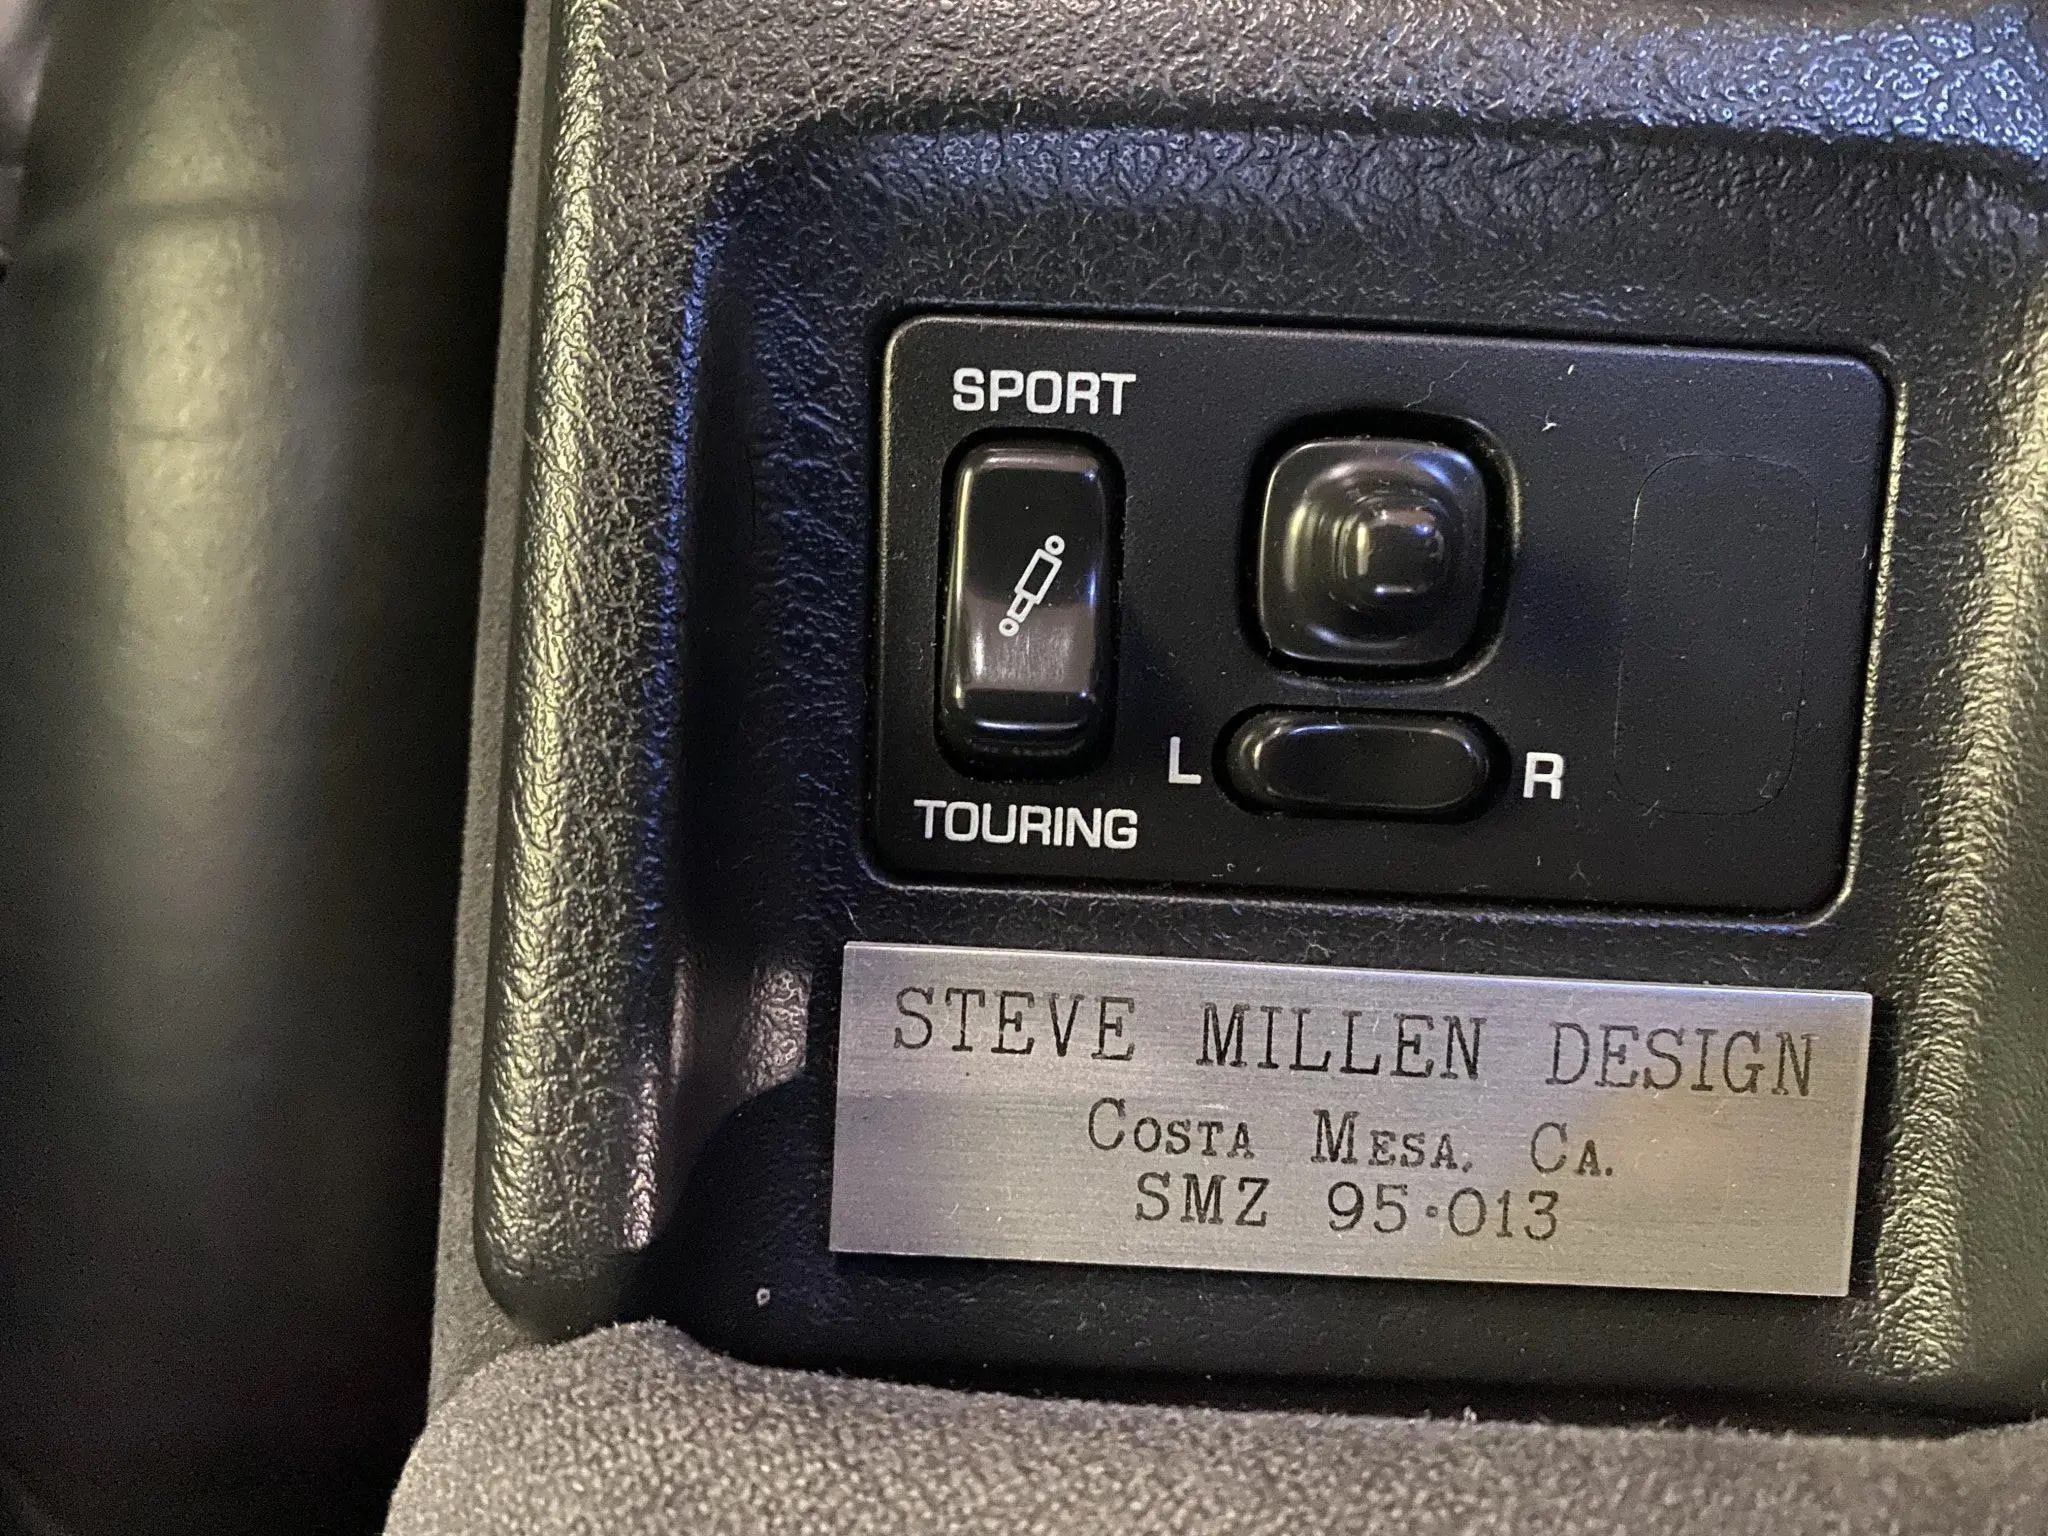 SPORT
TOURING
L R
STEVE MILLEN DESIGN
COSTA MESA, CA.
SMZ 95·013